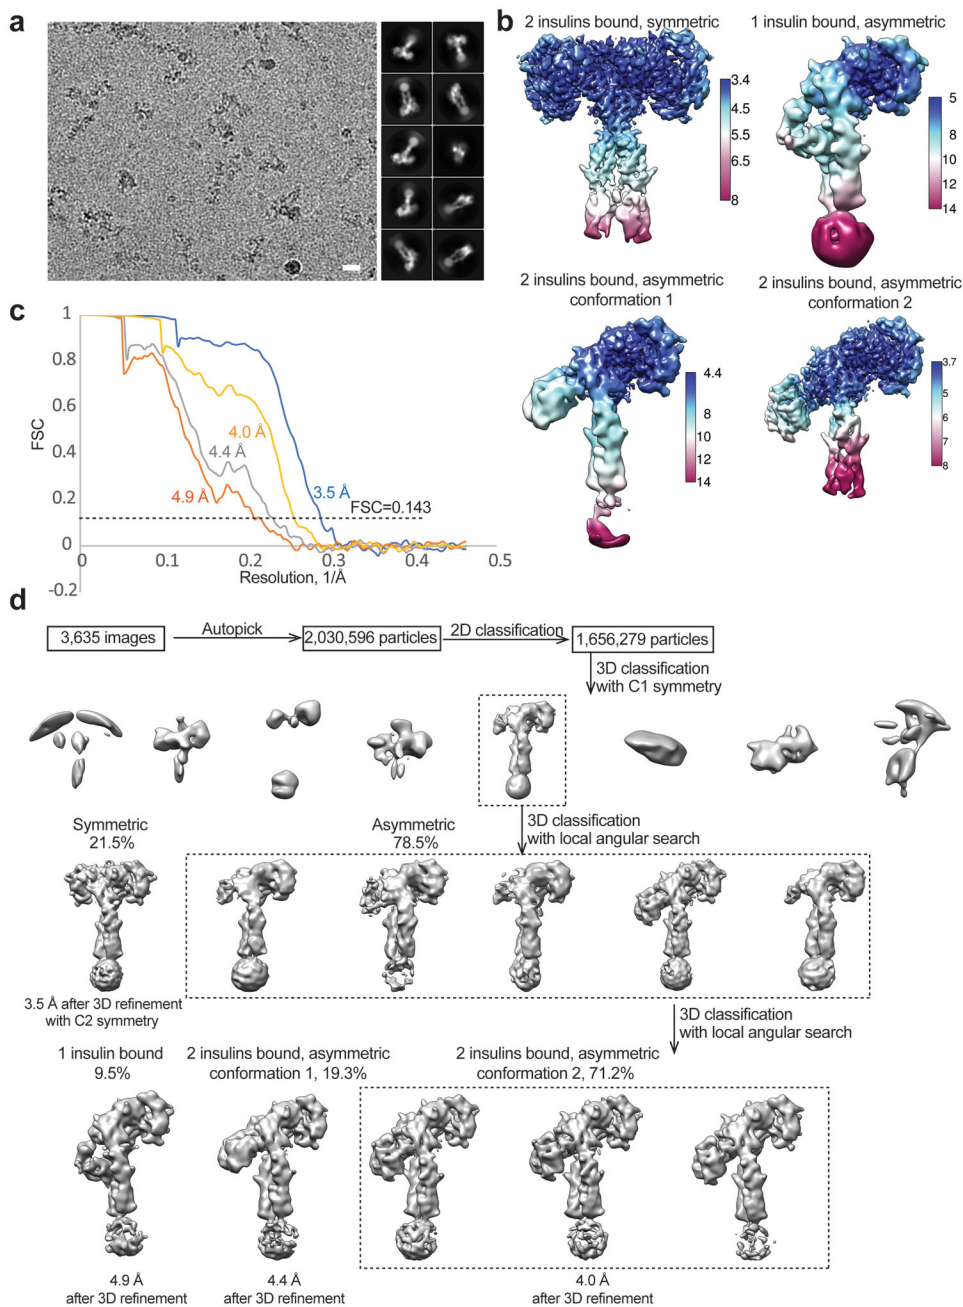 a
b
2 insulins bound, symmetric
3.4
4.5
5.5
6.5
8
1 insulin bound, asymmetric
5
8
10
12
14
2 insulins bound, asymmetric
conformation 1
4.4
8
10
12
14
2 insulins bound, asymmetric
conformation 2
3.7
5
6
7
8
c
1
0.8
0.6
0.4
0.2
0
-0.2
FSC
4.0 Å
4.4 Å
4.9 Å
3.5 Å
FSC=0.143
0
0.1
0.2
0.3
0.4
0.5
Resolution, 1/Å
d
3,635 images
Autopick
2,030,596 particles
2D classification
1,656,279 particles
3D classification
with C1 symmetry
Symmetric
21.5%
Asymmetric
78.5%
3D classification
with local angular search
3.5 Å after 3D refinement
with C2 symmetry
3D classification
with local angular search
1 insulin bound
9.5%
2 insulins bound, asymmetric
conformation 1, 19.3%
2 insulins bound, asymmetric
conformation 2, 71.2%
4.9 Å
after 3D refinement
4.4 Å
after 3D refinement
4.0 Å
after 3D refinement